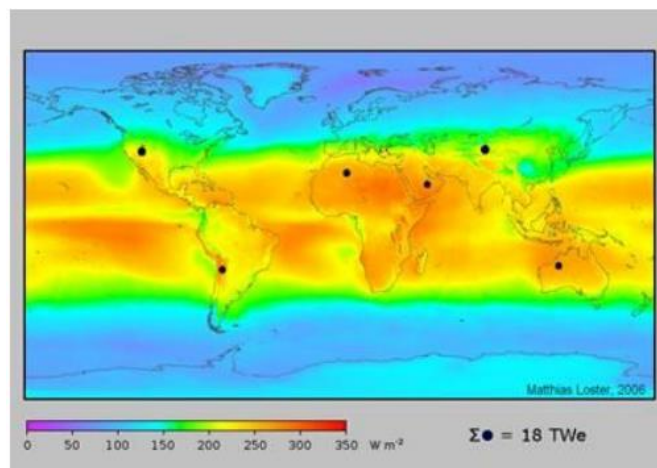 Matthias Loster, 2006
0 50 100 150 200 250 300 350 W m⁻²
Σ● = 18 TWe